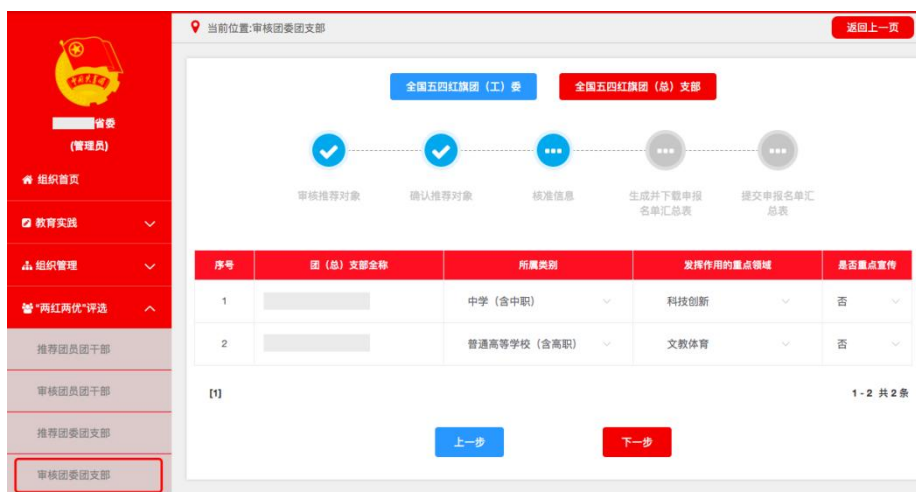 当前位置:审核团委团支部
返回上一页
省委
(管理员)
组织首页
教育实践
组织管理
“两红两优”评选
推荐团员团干部
审核团员团干部
推荐团委团支部
审核团委团支部
全国五四红旗团（工）委
全国五四红旗团（总）支部
审核推荐对象
确认推荐对象
核准信息
生成并下载申报
名单汇总表
提交申报名单汇
总表
序号 团（总）支部全称 所属类别 发挥作用的重点领域 是否重点宣传
1 中学（含中职） 科技创新 否
2 普通高等学校（含高职） 文教体育 否
[1]
1 - 2 共 2 条
上一步
下一步